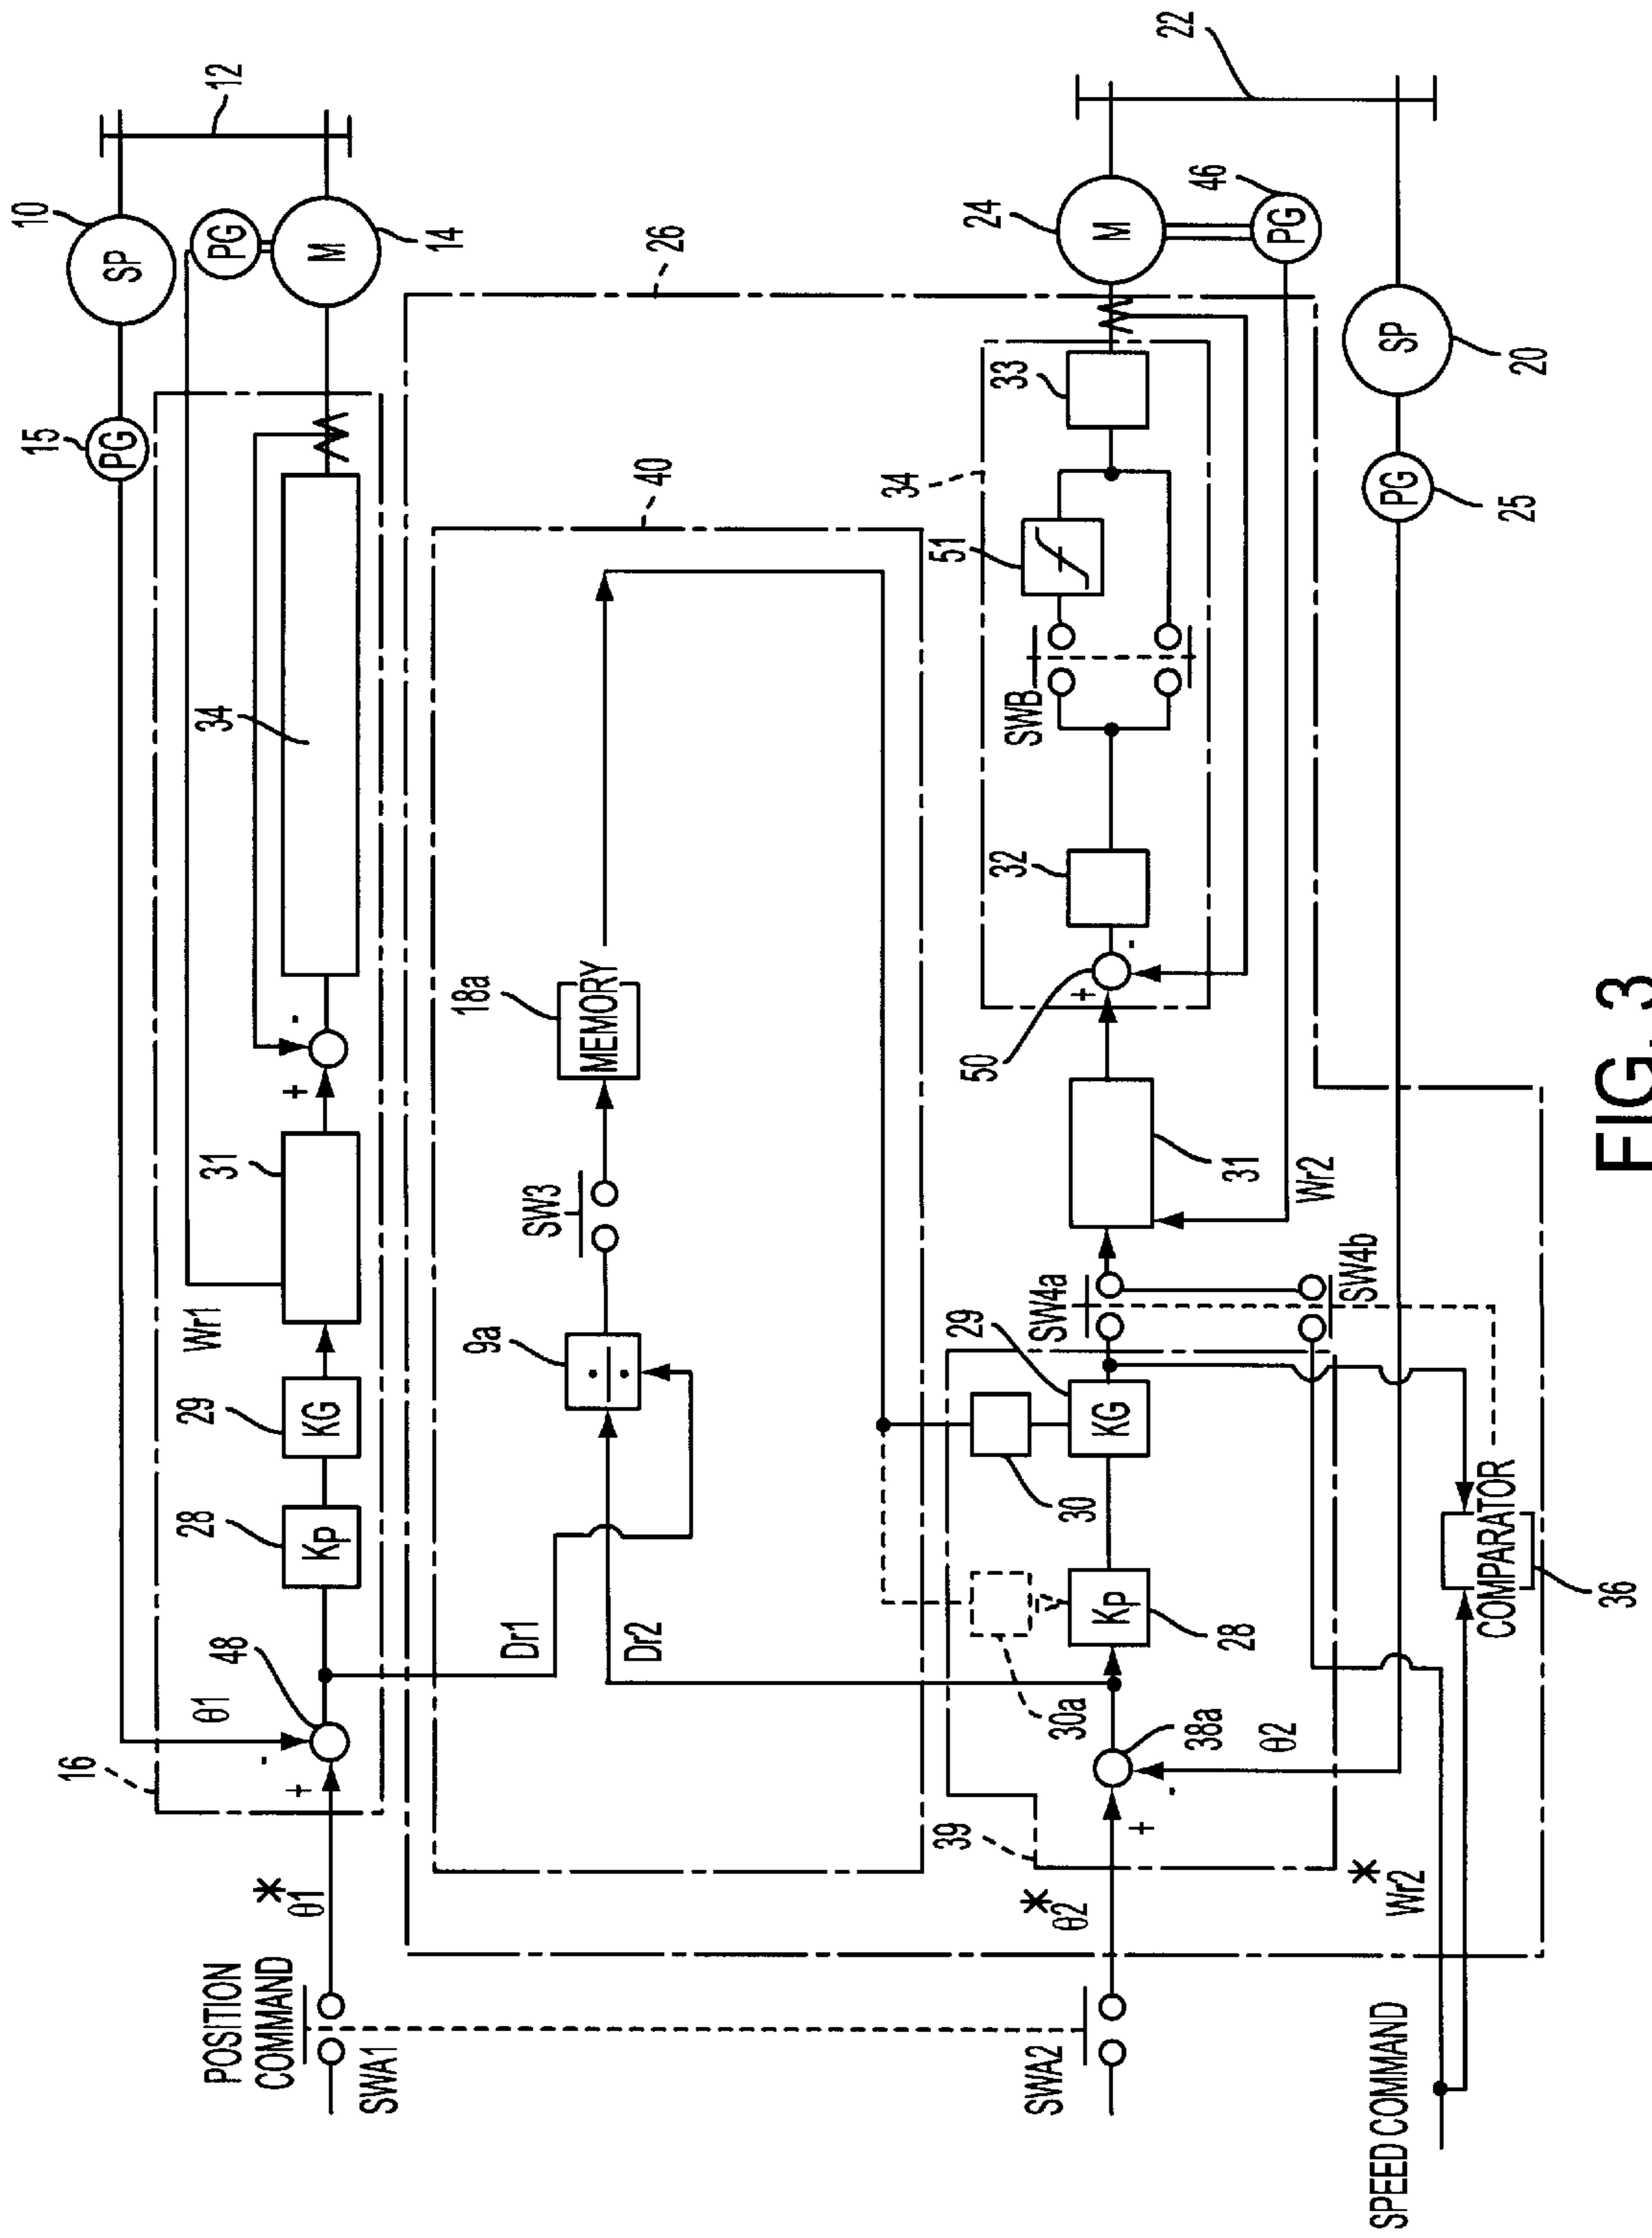 10
SP
12
15
PG
PG
M
14
16
θ1
48
-
+
28
Kp
29
KG
Wr1
31
+
-
34
POSITION
COMMAND
*
θ1
SWA1
26
40
Dr1
Dr2
9a
SW3
18a
MEMORY
39
30a
30
28
Kp
29
KG
38a
+
-
θ2
*
θ2
SWA2
SW4a
SW4b
31
Wr2
50
+
-
32
SWB
51
34
33
24
M
46
PG
22
SP
20
PG
25
*
Wr2
SPEED COMMAND
COMPARATOR
36
FIG. 3